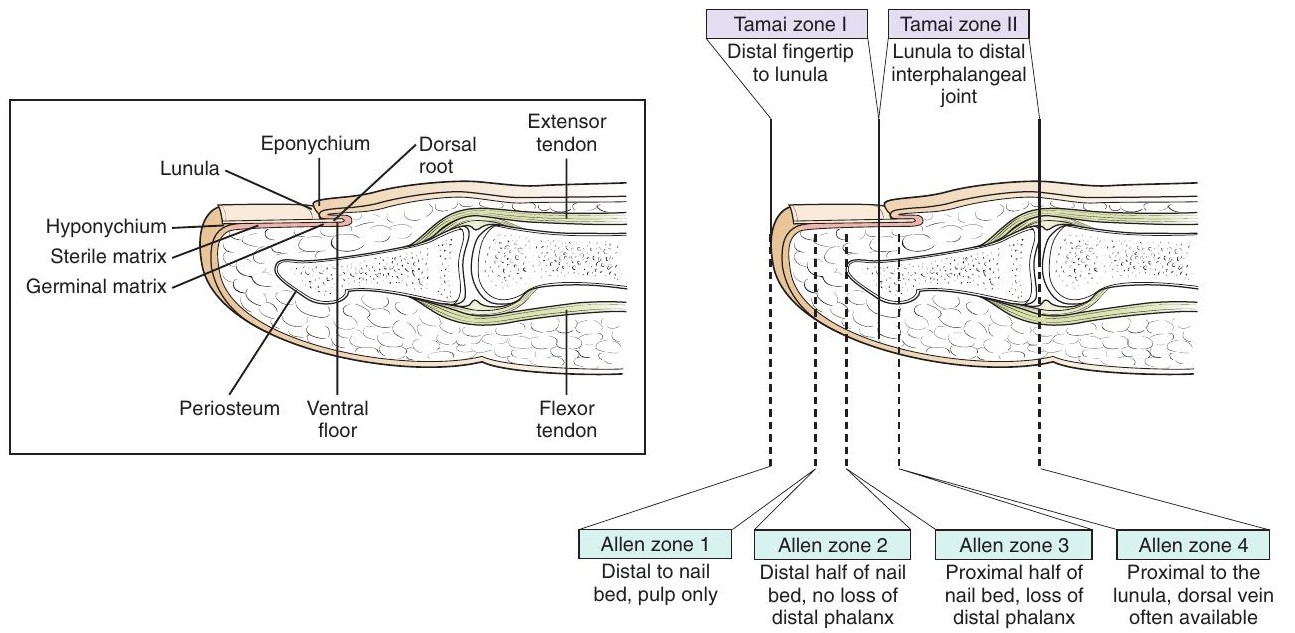 Tamai zone I
Distal fingertip
to lunula
Tamai zone II
Lunula to distal
interphalangeal
joint
Extensor
tendon
Eponychium
Dorsal
root
Lunula
Hyponychium
Sterile matrix
Germinal matrix
Periosteum
Ventral
floor
Flexor
tendon
Allen zone 1
Distal to nail
bed, pulp only
Allen zone 2
Distal half of nail
bed, no loss of
distal phalanx
Allen zone 3
Proximal half of
nail bed, loss of
distal phalanx
Allen zone 4
Proximal to the
lunula, dorsal vein
often available